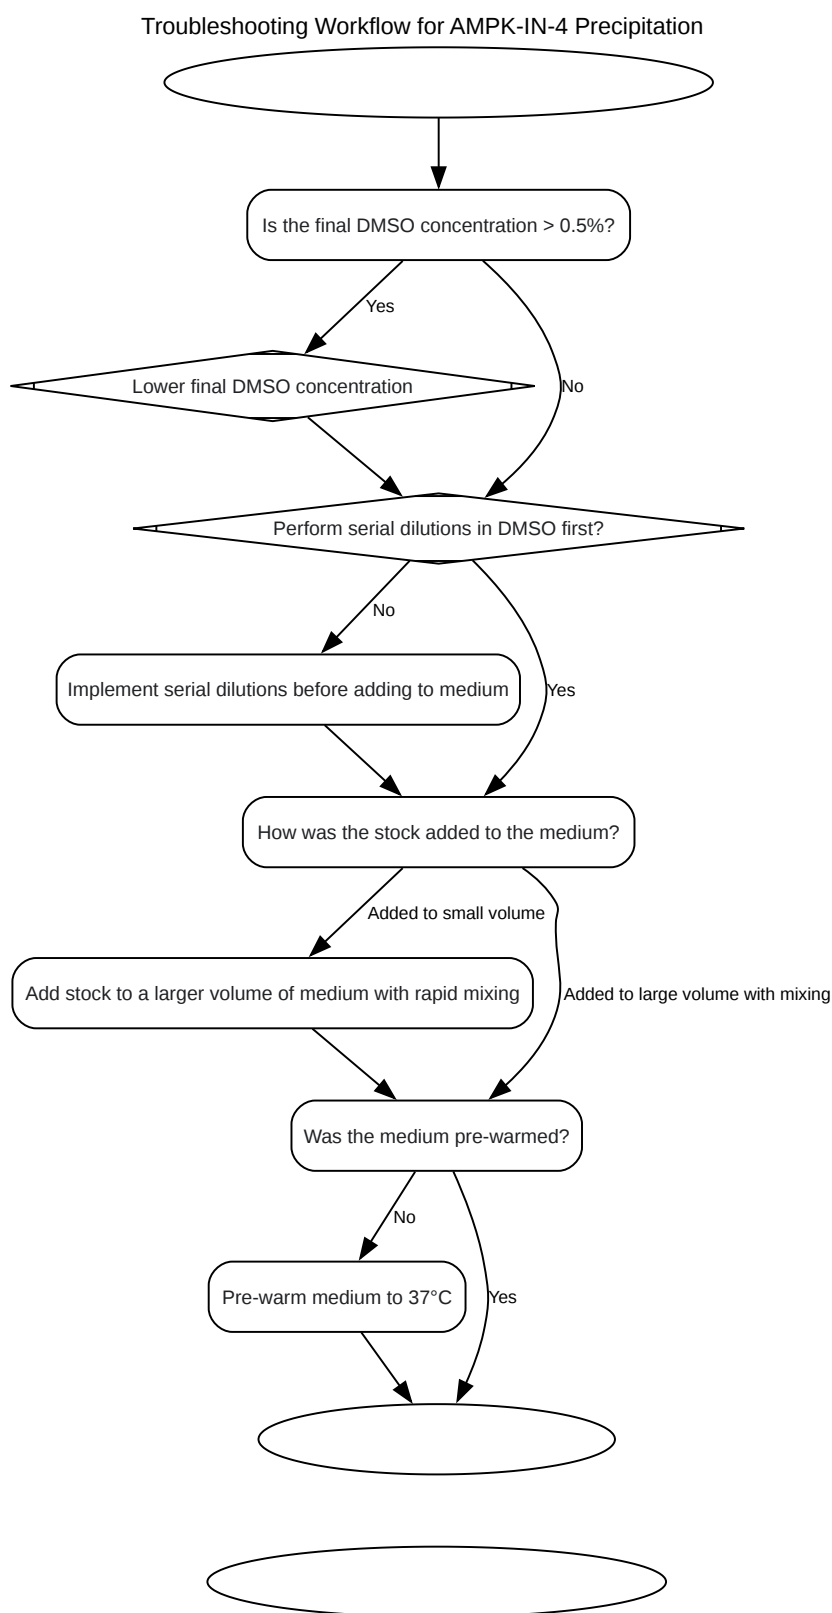 Troubleshooting Workflow for AMPK-IN-4 Precipitation
Is the final DMSO concentration > 0.5%?
Yes
Lower final DMSO concentration
No
Perform serial dilutions in DMSO first?
No
Implement serial dilutions before adding to medium
Yes
How was the stock added to the medium?
Added to small volume
Add stock to a larger volume of medium with rapid mixing
Added to large volume with mixing
Was the medium pre-warmed?
No
Pre-warm medium to 37°C
Yes